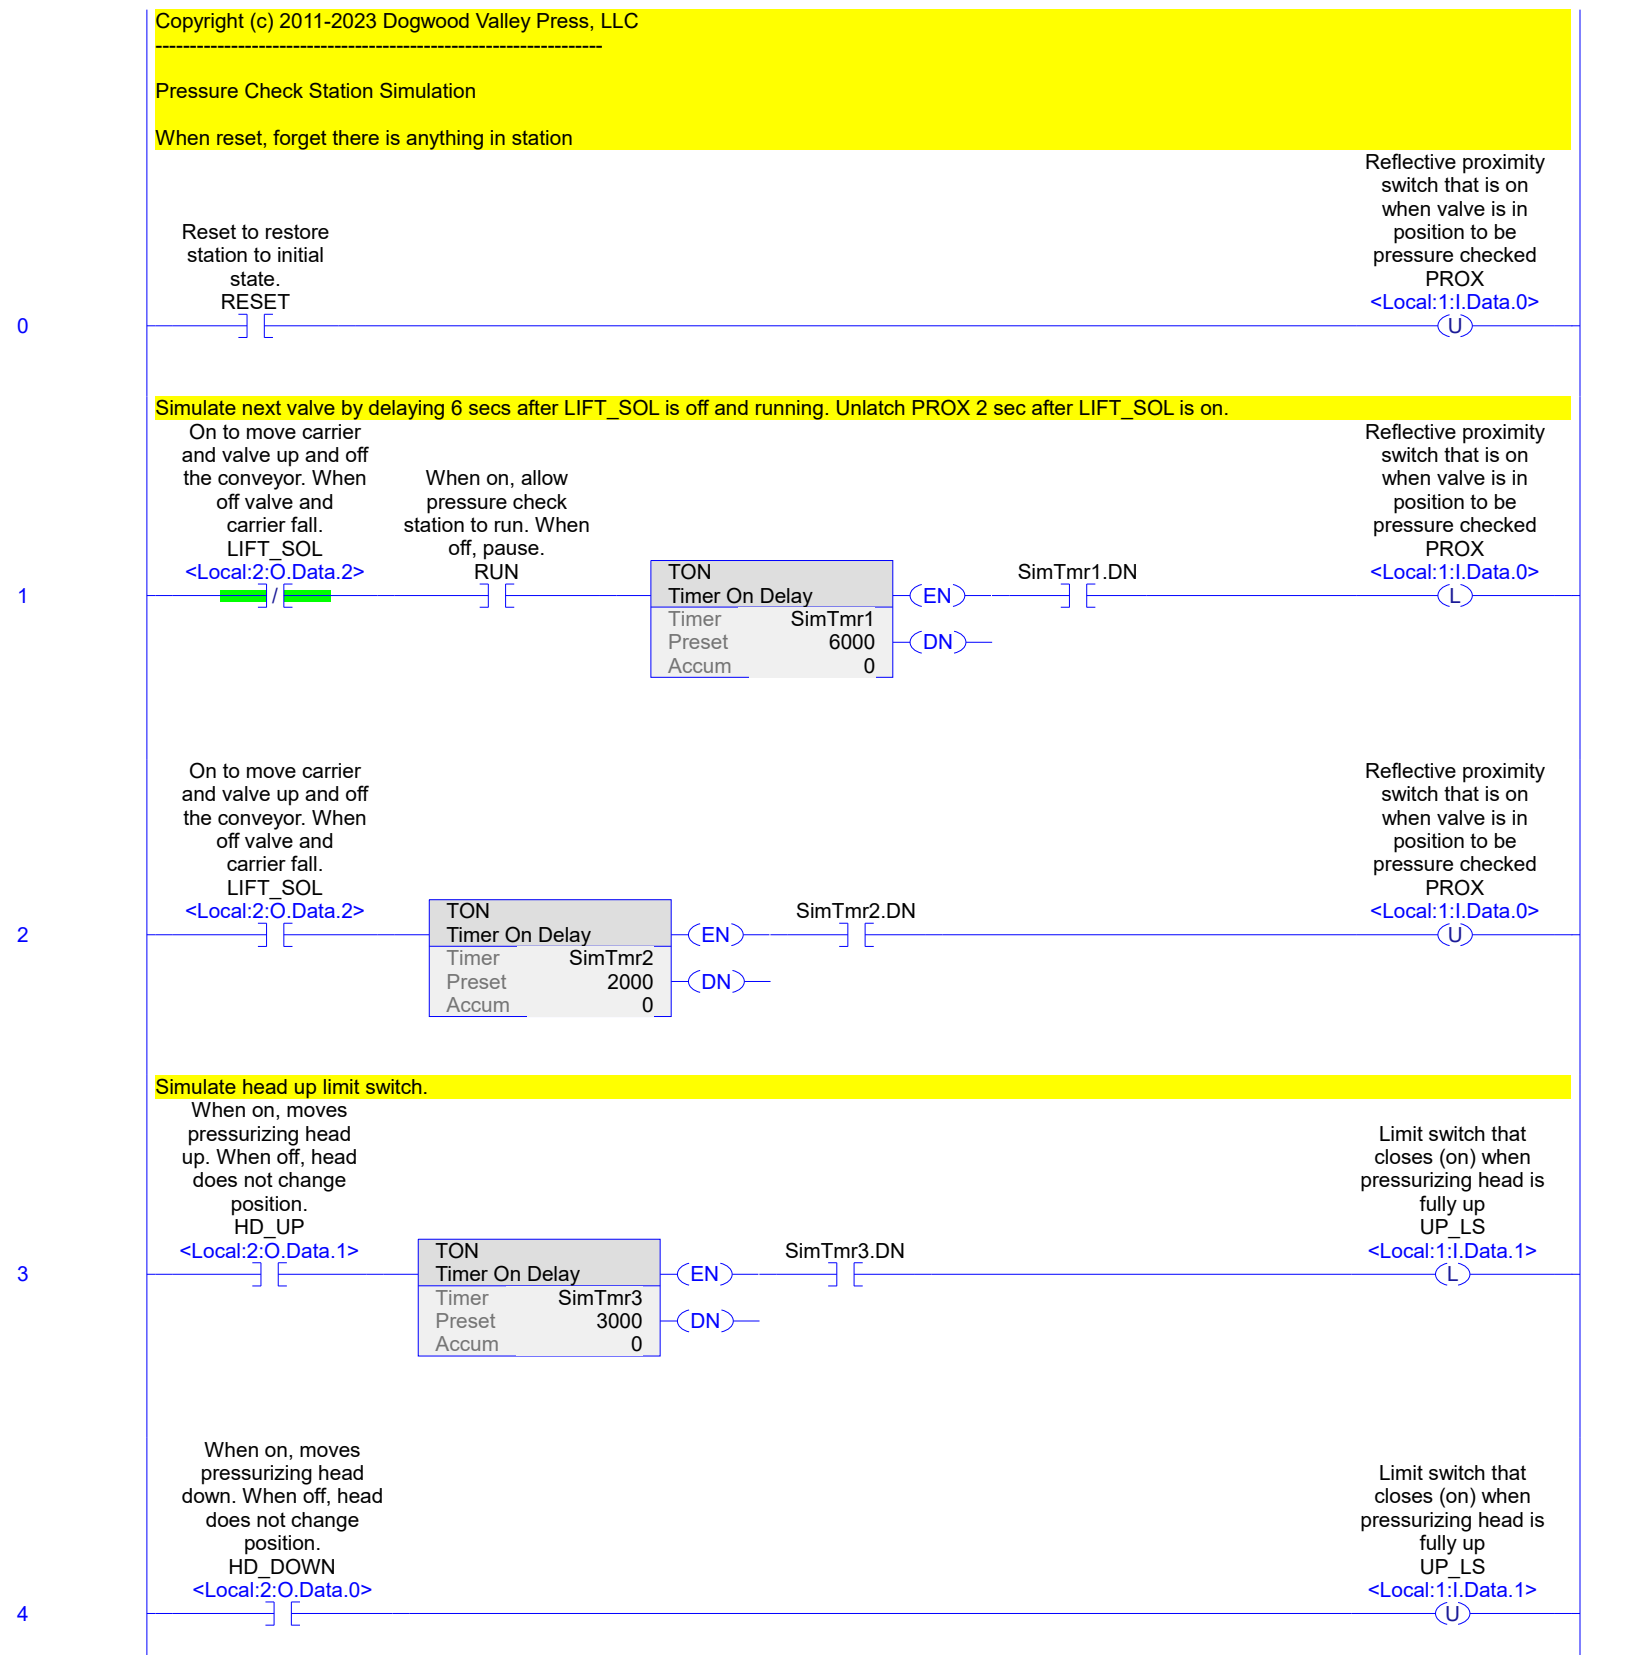 Copyright (c) 2011-2023 Dogwood Valley Press, LLC
-----------------------------------------------------------------
Pressure Check Station Simulation
When reset, forget there is anything in station
Reset to restore
station to initial
state.
RESET
Reflective proximity
switch that is on
when valve is in
position to be
pressure checked
PROX
<Local:1:I.Data.0>
0
U
Simulate next valve by delaying 6 secs after LIFT_SOL is off and running. Unlatch PROX 2 sec after LIFT_SOL is on.
On to move carrier
and valve up and off
the conveyor. When
off valve and
carrier fall.
LIFT_SOL
<Local:2:O.Data.2>
When on, allow
pressure check
station to run. When
off, pause.
RUN
TON
Timer On Delay
Timer SimTmr1
Preset 6000
Accum 0
EN
DN
SimTmr1.DN
Reflective proximity
switch that is on
when valve is in
position to be
pressure checked
PROX
<Local:1:I.Data.0>
1
/
L
On to move carrier
and valve up and off
the conveyor. When
off valve and
carrier fall.
LIFT_SOL
<Local:2:O.Data.2>
TON
Timer On Delay
Timer SimTmr2
Preset 2000
Accum 0
EN
DN
SimTmr2.DN
Reflective proximity
switch that is on
when valve is in
position to be
pressure checked
PROX
<Local:1:I.Data.0>
2
U
Simulate head up limit switch.
When on, moves
pressurizing head
up. When off, head
does not change
position.
HD_UP
<Local:2:O.Data.1>
TON
Timer On Delay
Timer SimTmr3
Preset 3000
Accum 0
EN
DN
SimTmr3.DN
Limit switch that
closes (on) when
pressurizing head is
fully up
UP_LS
<Local:1:I.Data.1>
3
L
When on, moves
pressurizing head
down. When off, head
does not change
position.
HD_DOWN
<Local:2:O.Data.0>
Limit switch that
closes (on) when
pressurizing head is
fully up
UP_LS
<Local:1:I.Data.1>
4
U